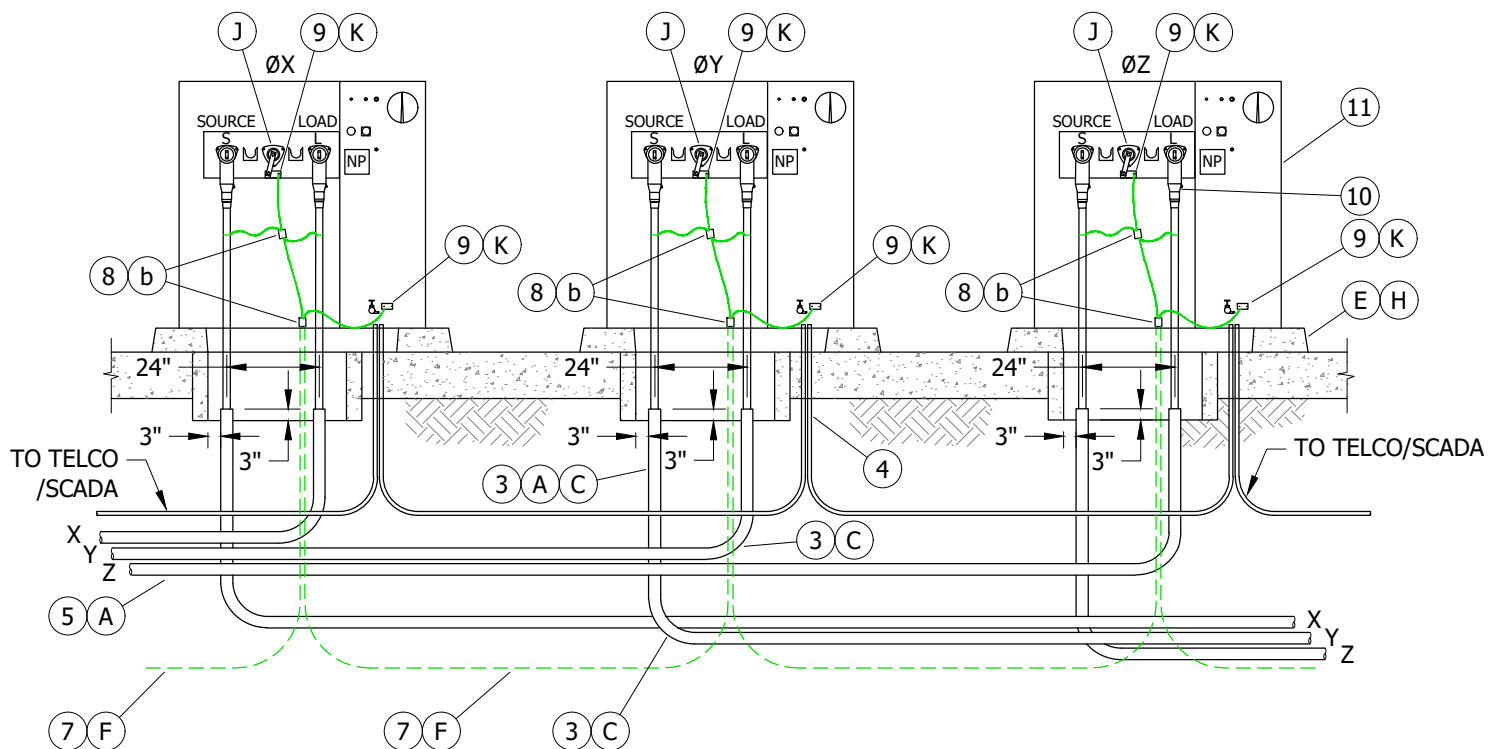 J 9 K J 9 K J 9 K
ØX ØY ØZ
11
SOURCE LOAD SOURCE LOAD SOURCE LOAD
S L S L S L
NP NP NP
10
9 K 9 K 9 K
8 b 8 b 8 b
E H
24" 24" 24"
3" 3" 3"
3" 3" 3"
TO TELCO
/SCADA
TO TELCO/SCADA
3 A C
4
X
Y
Z
3 C
5 A
X
Y
Z
7 F 7 F 3 C